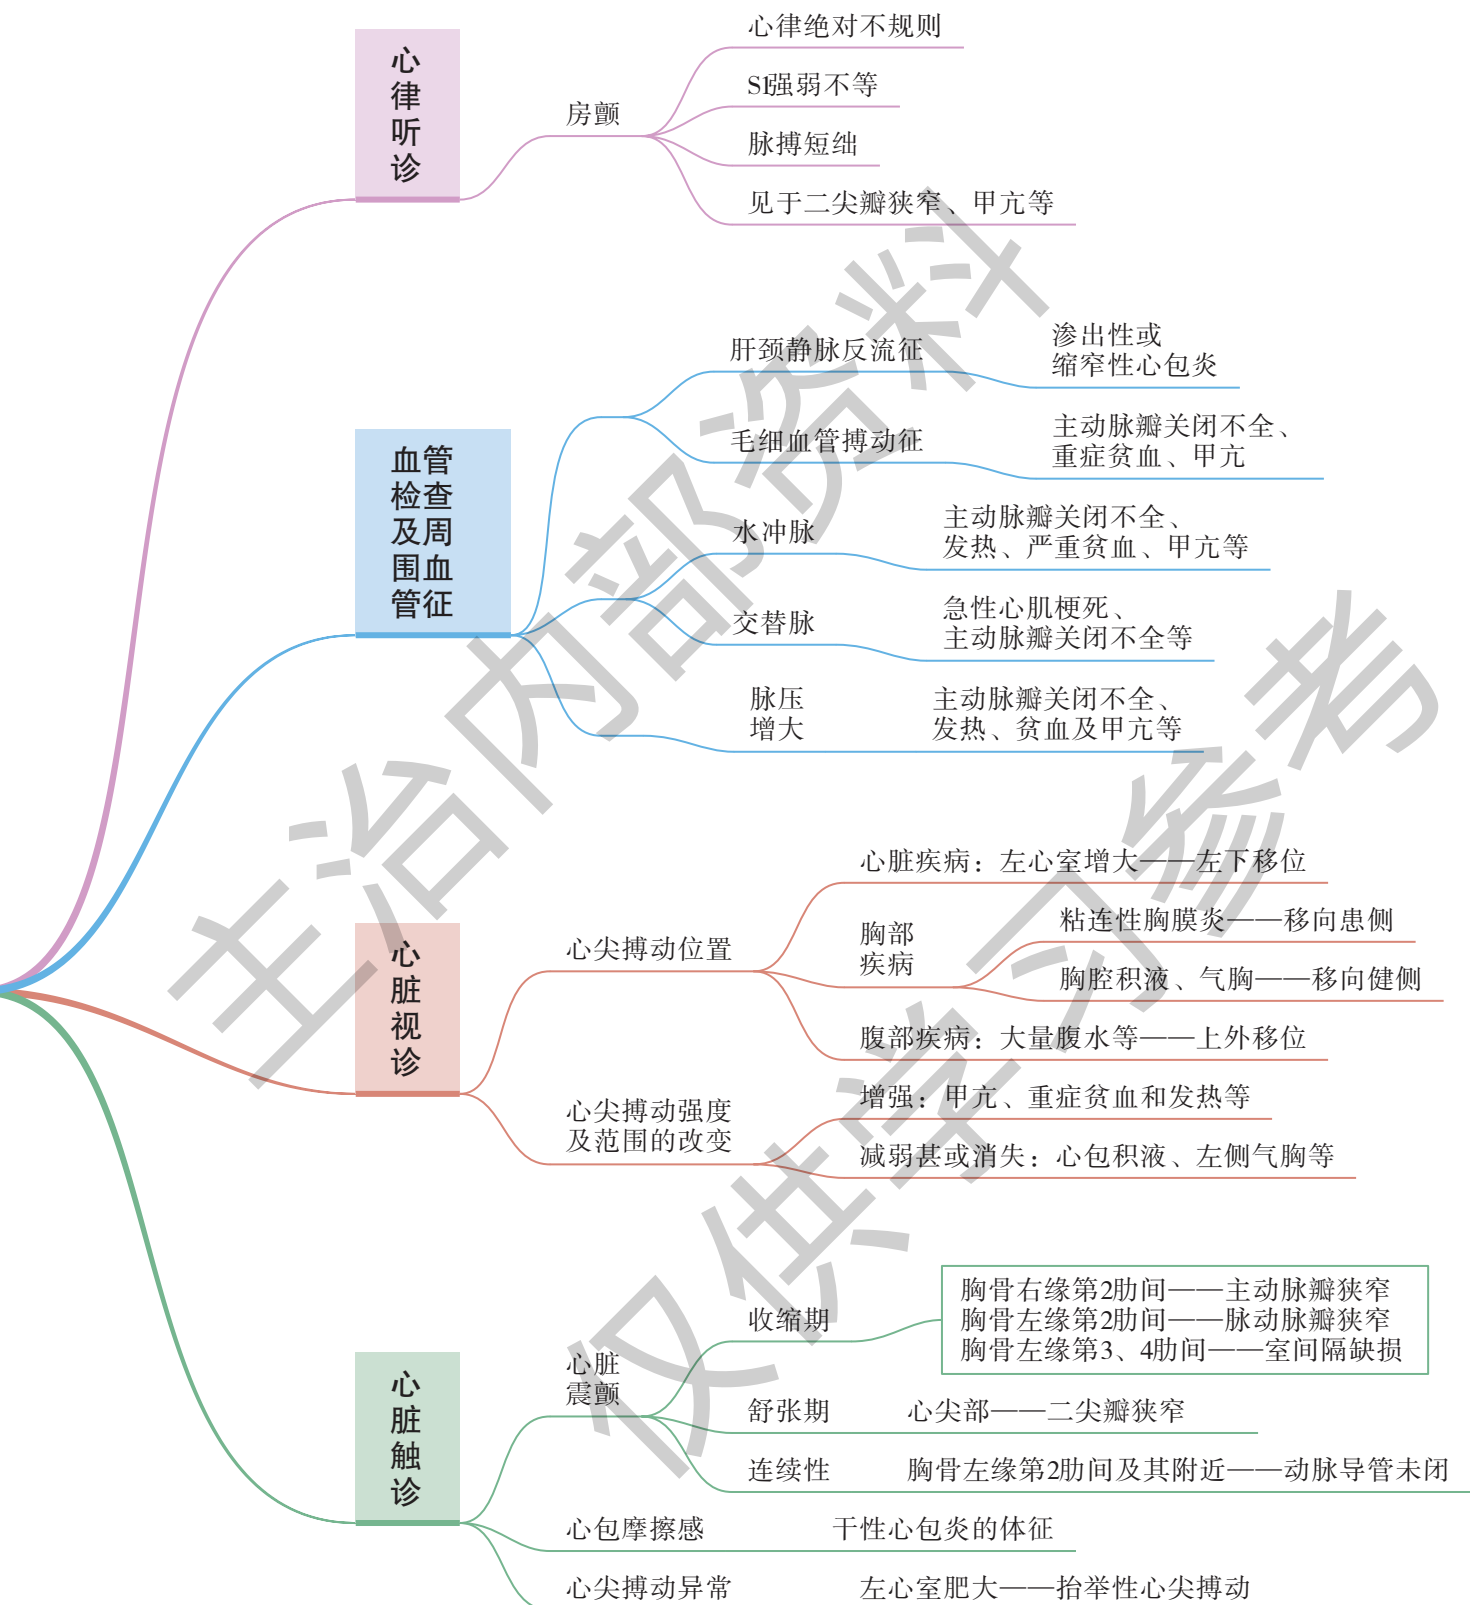 心
律
听
诊
房颤
心律绝对不规则
S1强弱不等
脉搏短绌
见于二尖瓣狭窄、甲亢等
血管
检查
及周
围血
管征
肝颈静脉反流征
渗出性或
缩窄性心包炎
毛细血管搏动征
主动脉瓣关闭不全、
重症贫血、甲亢
水冲脉
主动脉瓣关闭不全、
发热、严重贫血、甲亢等
交替脉
急性心肌梗死、
主动脉瓣关闭不全等
脉压
增大
主动脉瓣关闭不全、
发热、贫血及甲亢等
心
脏
视
诊
心尖搏动位置
心脏疾病：左心室增大——左下移位
胸部
疾病
粘连性胸膜炎——移向患侧
胸腔积液、气胸——移向健侧
腹部疾病：大量腹水等——上外移位
心尖搏动强度
及范围的改变
增强：甲亢、重症贫血和发热等
减弱甚或消失：心包积液、左侧气胸等
心
脏
触
诊
心脏
震颤
收缩期
胸骨右缘第2肋间——主动脉瓣狭窄
胸骨左缘第2肋间——脉动脉瓣狭窄
胸骨左缘第3、4肋间——室间隔缺损
舒张期
心尖部——二尖瓣狭窄
连续性
胸骨左缘第2肋间及其附近——动脉导管未闭
心包摩擦感
干性心包炎的体征
心尖搏动异常
左心室肥大——抬举性心尖搏动
主治内部资料
仅供学习参考